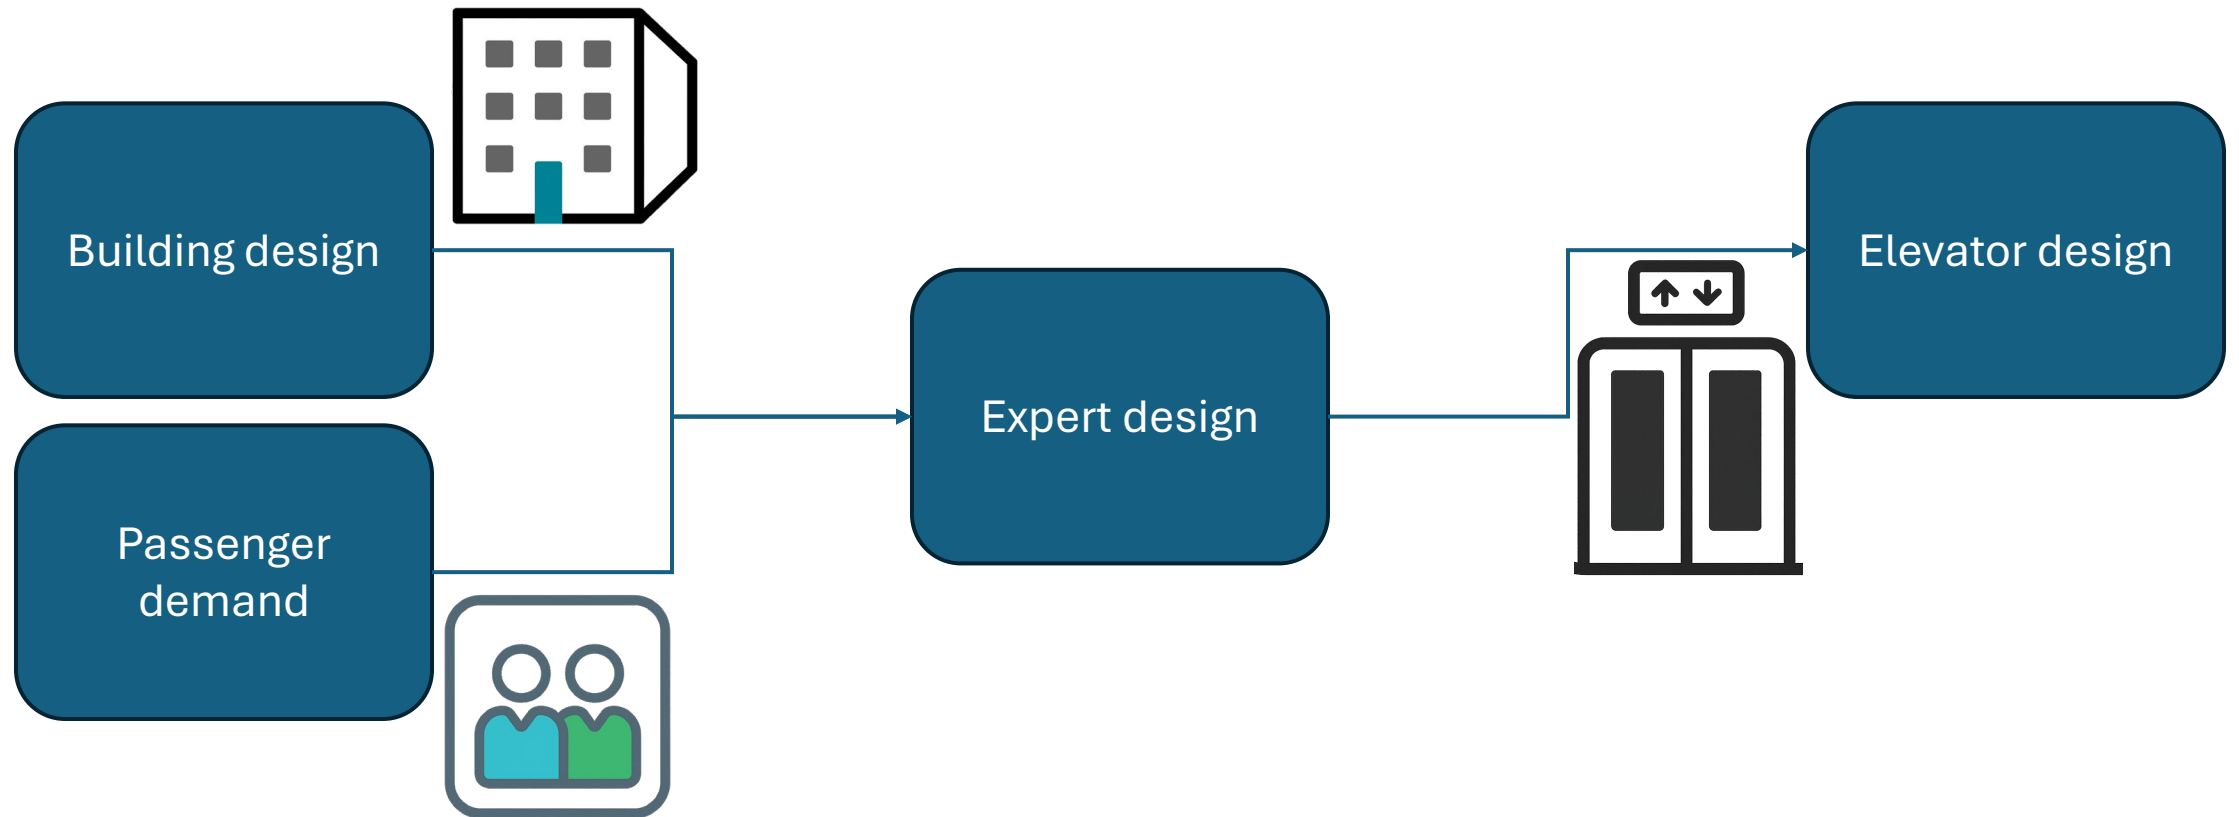 Building design
Passenger
demand
Expert design
Elevator design